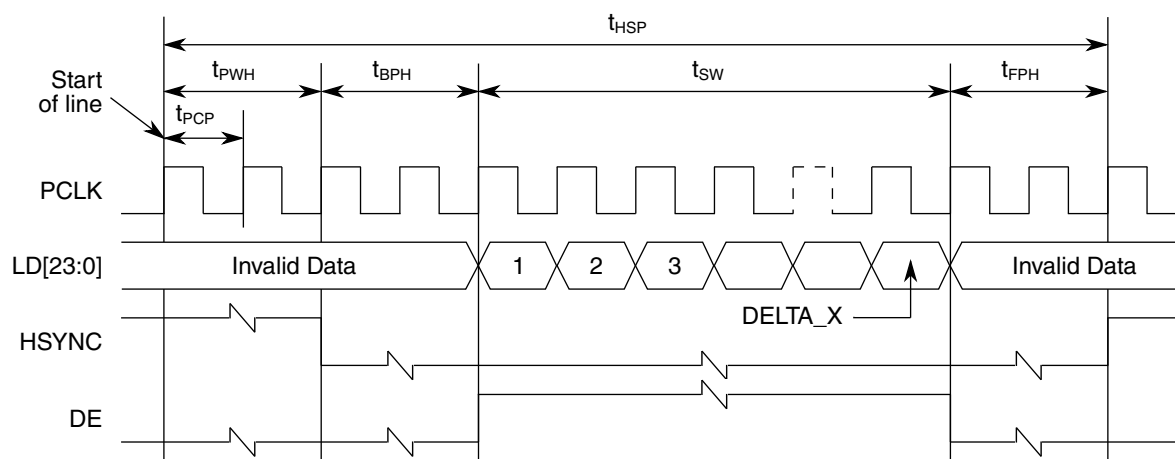 tHSP
tPWH tBPH tSW tFPH
Start
of line
tPCP
PCLK
LD[23:0] Invalid Data 1 2 3 Invalid Data
DELTA_X
HSYNC
DE